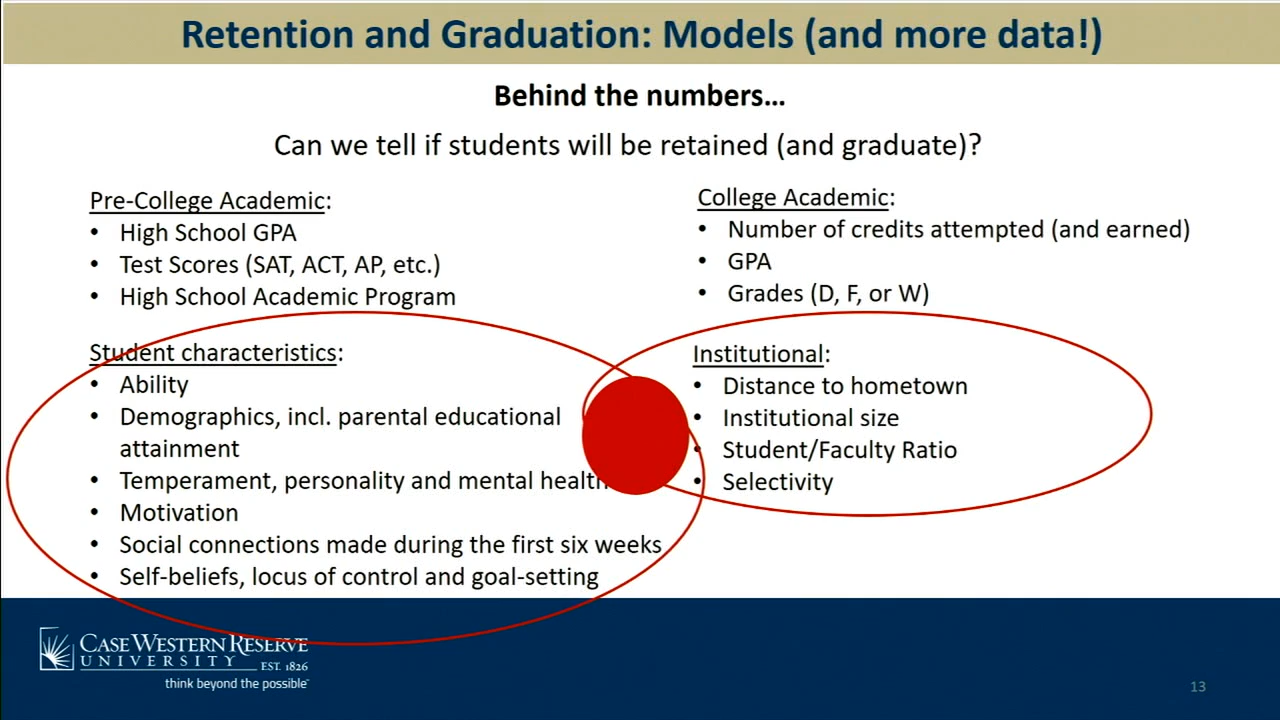 Retention and Graduation: Models (and more data!)
Behind the numbers...
Can we tell if students will be retained (and graduate)?
Pre-College Academic:
• High School GPA
• Test Scores (SAT, ACT, AP, etc.)
• High School Academic Program
College Academic:
• Number of credits attempted (and earned)
• GPA
• Grades (D, F, or W)
Student characteristics:
• Ability
• Demographics, incl. parental educational
attainment
• Temperament, personality and mental health
• Motivation
• Social connections made during the first six weeks
• Self-beliefs, locus of control and goal-setting
Institutional:
• Distance to hometown
• Institutional size
• Student/Faculty Ratio
• Selectivity
CASE WESTERN RESERVE
UNIVERSITY EST. 1826
think beyond the possible®
13